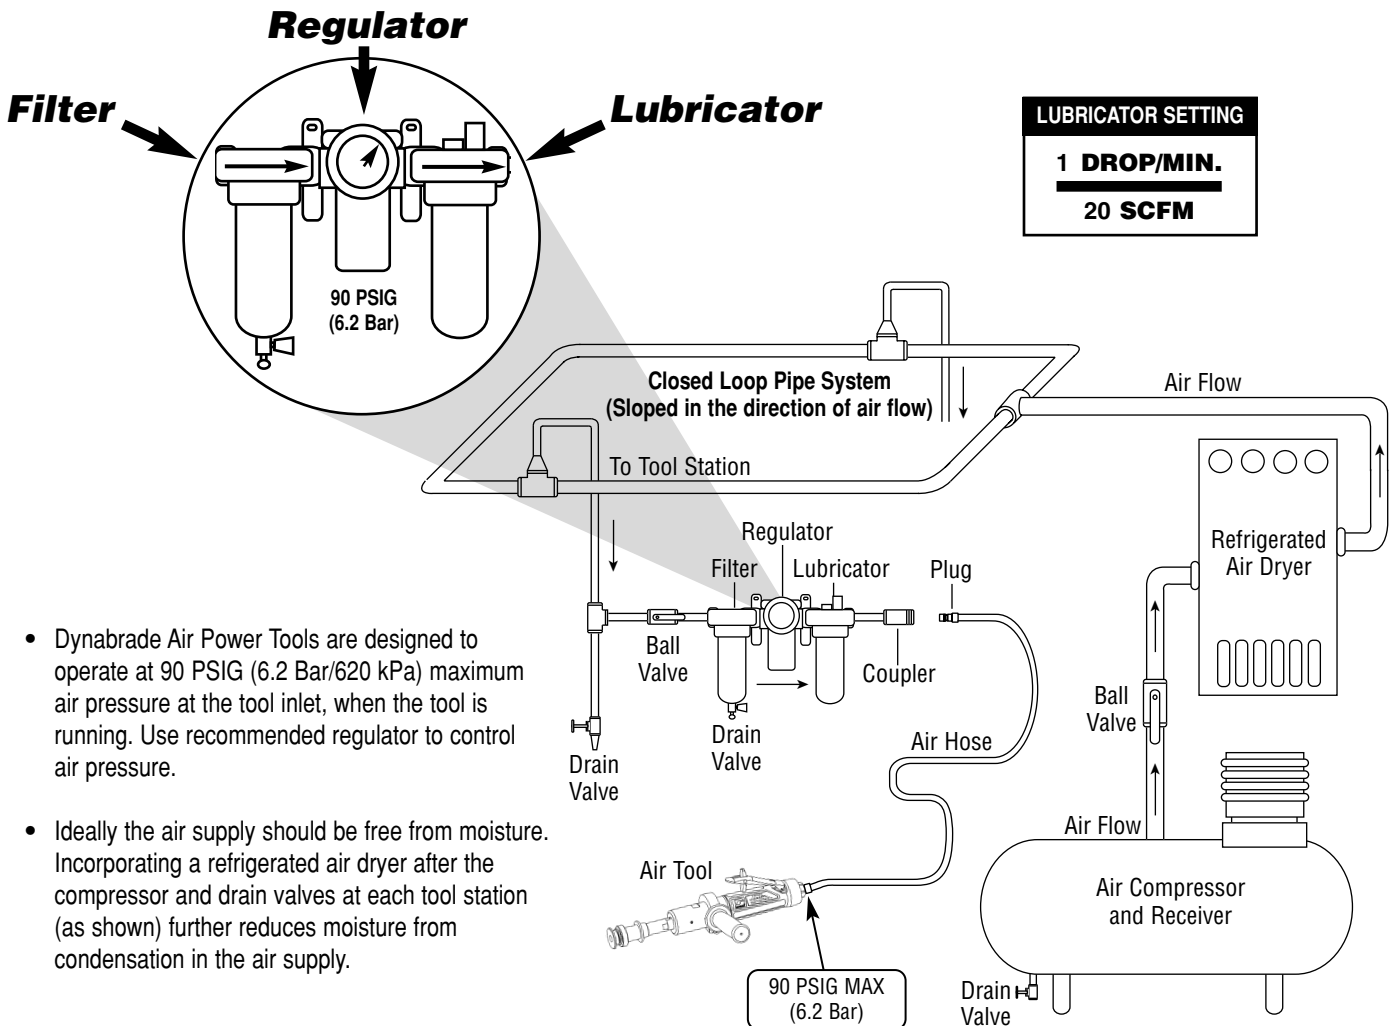 Regulator
Filter
Lubricator
LUBRICATOR SETTING
1 DROP/MIN.
20 SCFM
90 PSIG
(6.2 Bar)
Closed Loop Pipe System
(Sloped in the direction of air flow)
Air Flow
To Tool Station
Regulator
Filter
Lubricator
Plug
Refrigerated
Air Dryer
Ball
Valve
Coupler
Ball
Valve
Drain
Valve
Drain
Valve
Air Hose
• Dynabrade Air Power Tools are designed to
operate at 90 PSIG (6.2 Bar/620 kPa) maximum
air pressure at the tool inlet, when the tool is
running. Use recommended regulator to control
air pressure.
• Ideally the air supply should be free from moisture.
Incorporating a refrigerated air dryer after the
compressor and drain valves at each tool station
(as shown) further reduces moisture from
condensation in the air supply.
Air Flow
Air Tool
Air Compressor
and Receiver
90 PSIG MAX
(6.2 Bar)
Drain
Valve